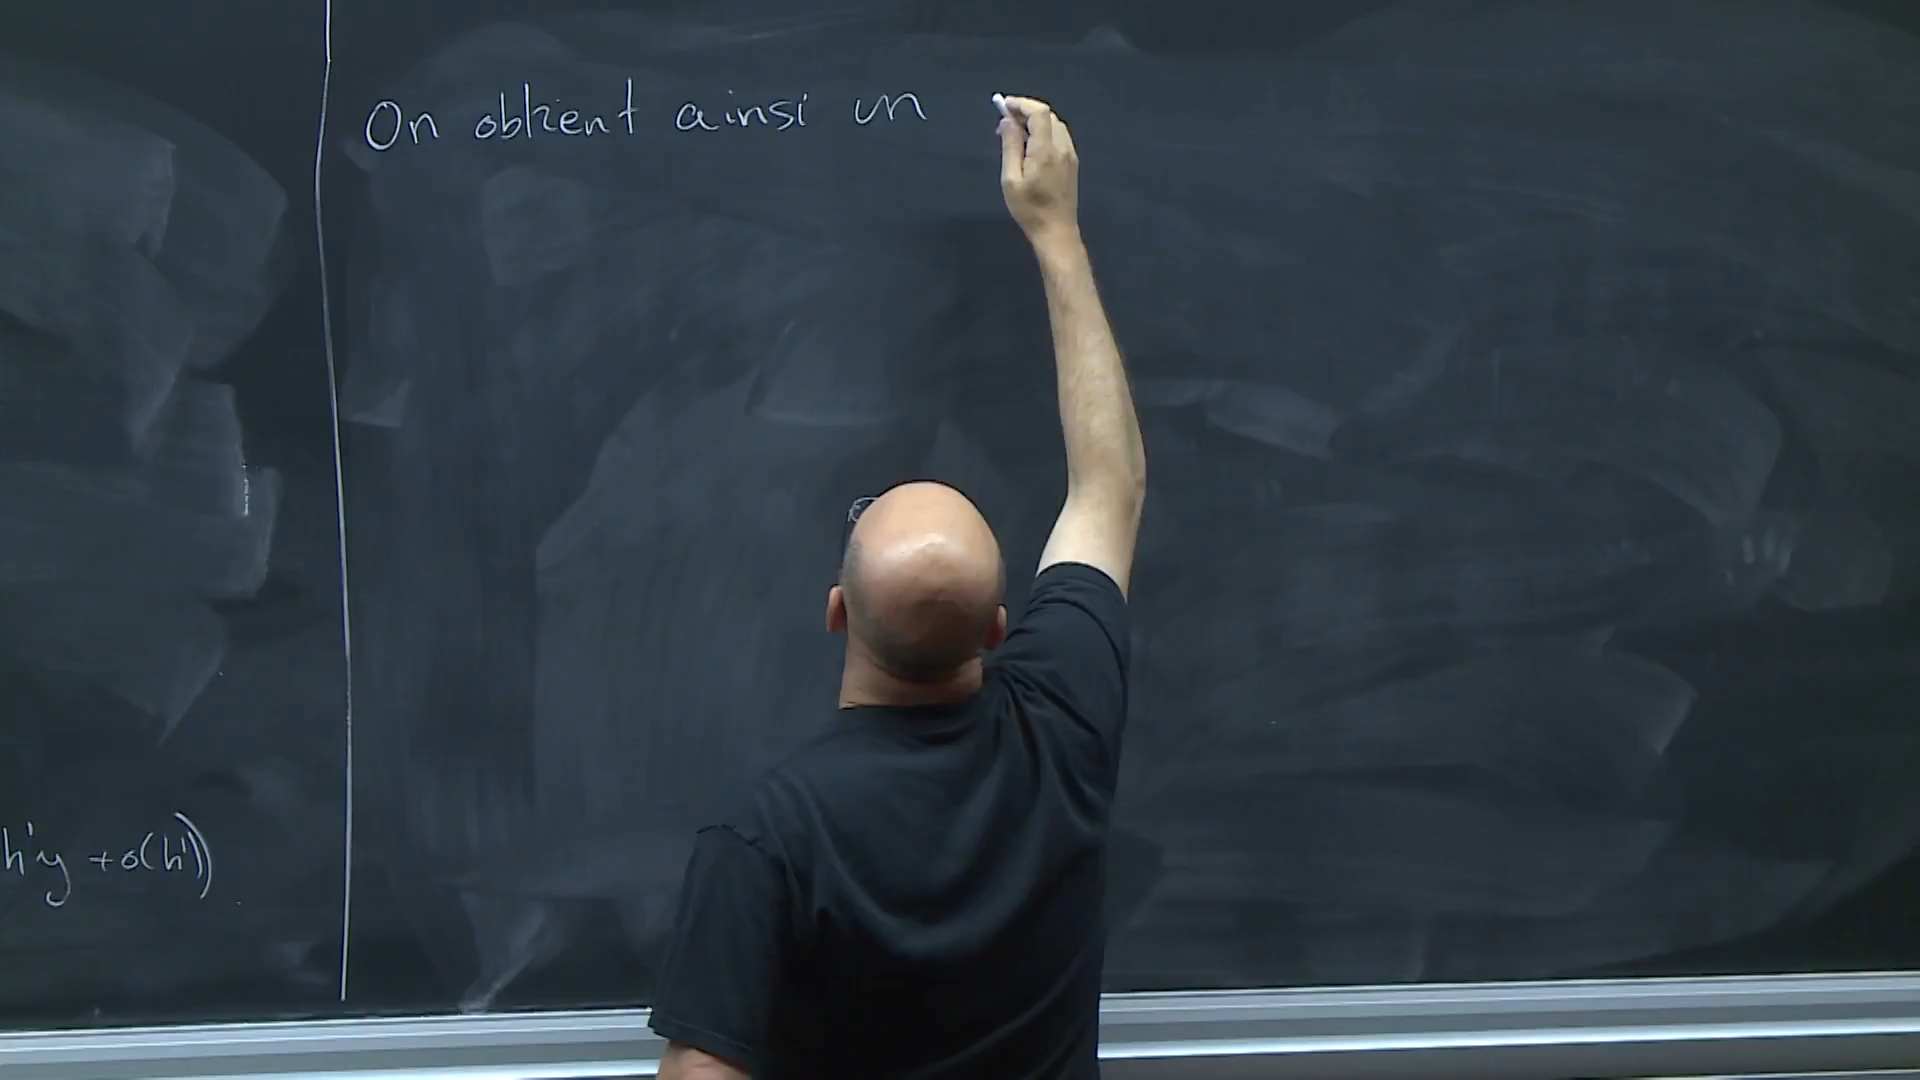 On obtient ainsi un
h'y + o(h'))